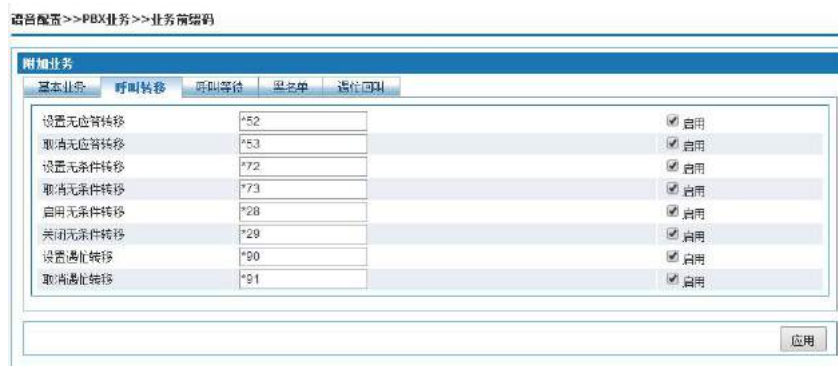 语音配置>>PBX业务>>业务前缀码
附加业务
基本业务 呼叫转移 呼叫等待 黑名单 遇忙回叫
设置无应答转移 *52 启用
取消无应答转移 *53 启用
设置无条件转移 *72 启用
取消无条件转移 *73 启用
启用无条件转移 *28 启用
关闭无条件转移 *29 启用
设置遇忙转移 *90 启用
取消遇忙转移 *91 启用
应用